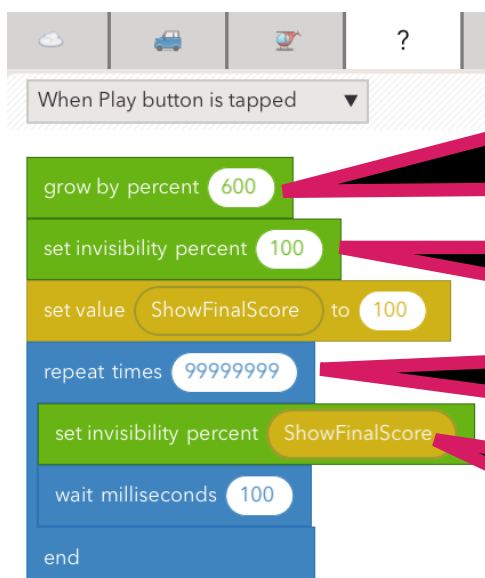 ?
When Play button is tapped ▼
grow by percent 600
set invisibility percent 100
set value ShowFinalScore to 100
repeat times 99999999
set invisibility percent ShowFinalScore
wait milliseconds 100
end